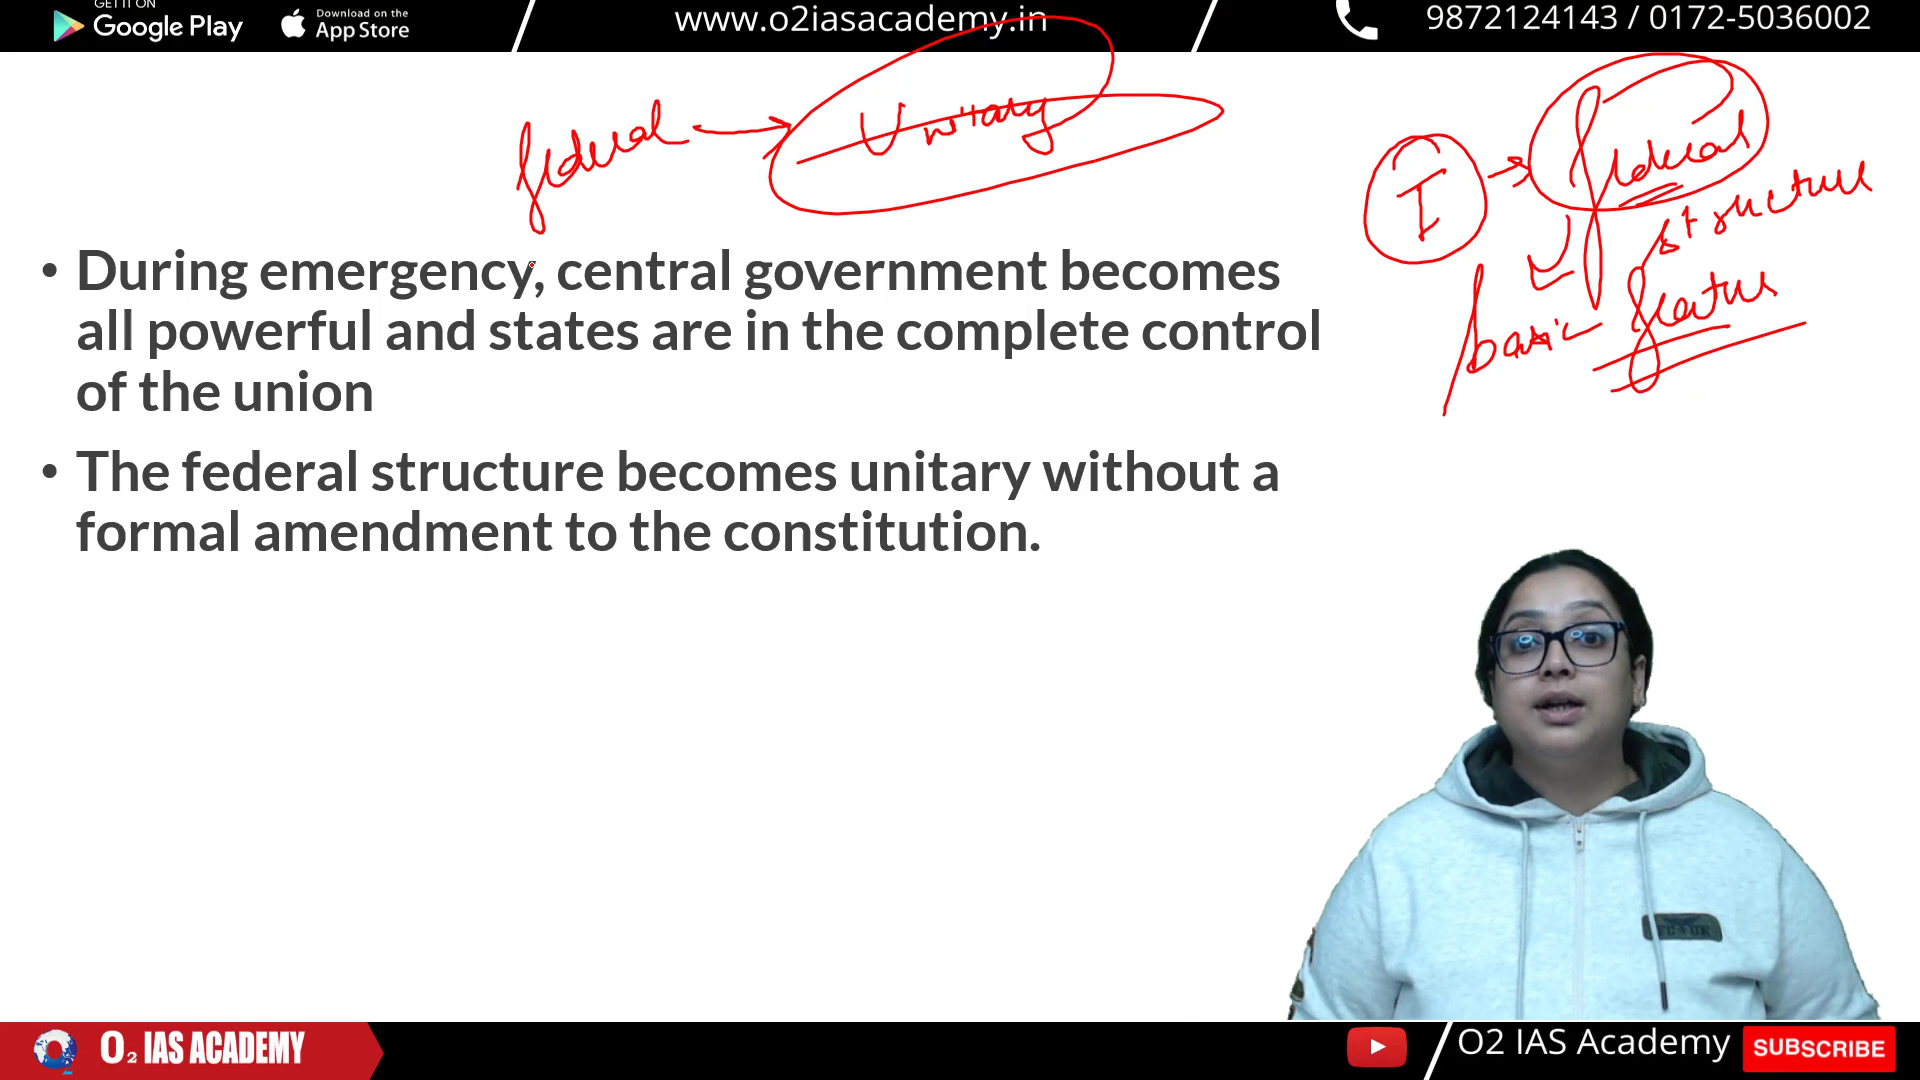 GET IT ON
Google Play
Download on the
App Store
www.o2iasacademy.in
9872124143 / 0172-5036002
federal → Unitary
I → federal
structure
basic feature
• During emergency, central government becomes
all powerful and states are in the complete control
of the union
• The federal structure becomes unitary without a
formal amendment to the constitution.
O2 IAS ACADEMY
O2 IAS Academy
SUBSCRIBE